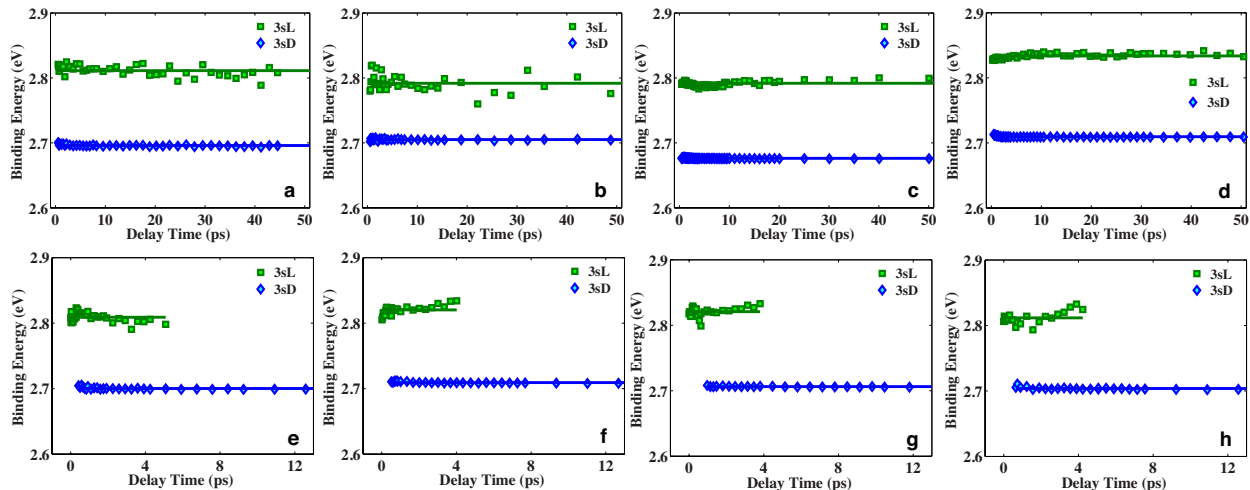 2.9
2.8
2.7
2.6
Binding Energy (eV)
3sL
3sD
a
0 10 20 30 40 50
Delay Time (ps)
2.9
2.8
2.7
2.6
Binding Energy (eV)
3sL
3sD
b
0 10 20 30 40 50
Delay Time (ps)
2.9
2.8
2.7
2.6
Binding Energy (eV)
3sL
3sD
c
0 10 20 30 40 50
Delay Time (ps)
2.9
2.8
2.7
2.6
Binding Energy (eV)
3sL
3sD
d
0 10 20 30 40 50
Delay Time (ps)
2.9
2.8
2.7
2.6
Binding Energy (eV)
3sL
3sD
e
0 4 8 12
Delay Time (ps)
2.9
2.8
2.7
2.6
Binding Energy (eV)
3sL
3sD
f
0 4 8 12
Delay Time (ps)
2.9
2.8
2.7
2.6
Binding Energy (eV)
3sL
3sD
g
0 4 8 12
Delay Time (ps)
2.9
2.8
2.7
2.6
Binding Energy (eV)
3sL
3sD
h
0 4 8 12
Delay Time (ps)